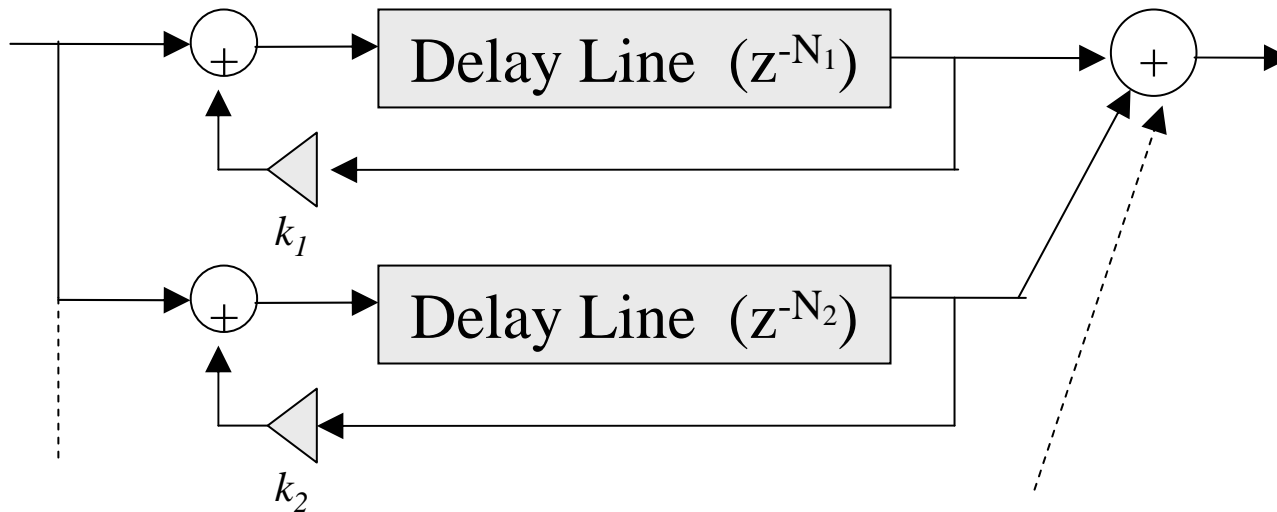 +
Delay Line (z⁻ᴺ¹)
+
k₁
+
Delay Line (z⁻ᴺ²)
k₂